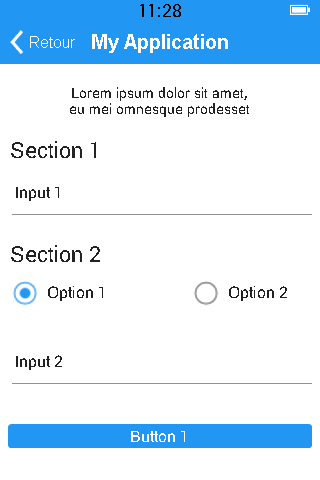 11:28
Retour My Application
Lorem ipsum dolor sit amet,
eu mei omnesque prodesset
Section 1
Input 1
Section 2
Option 1 Option 2
Input 2
Button 1